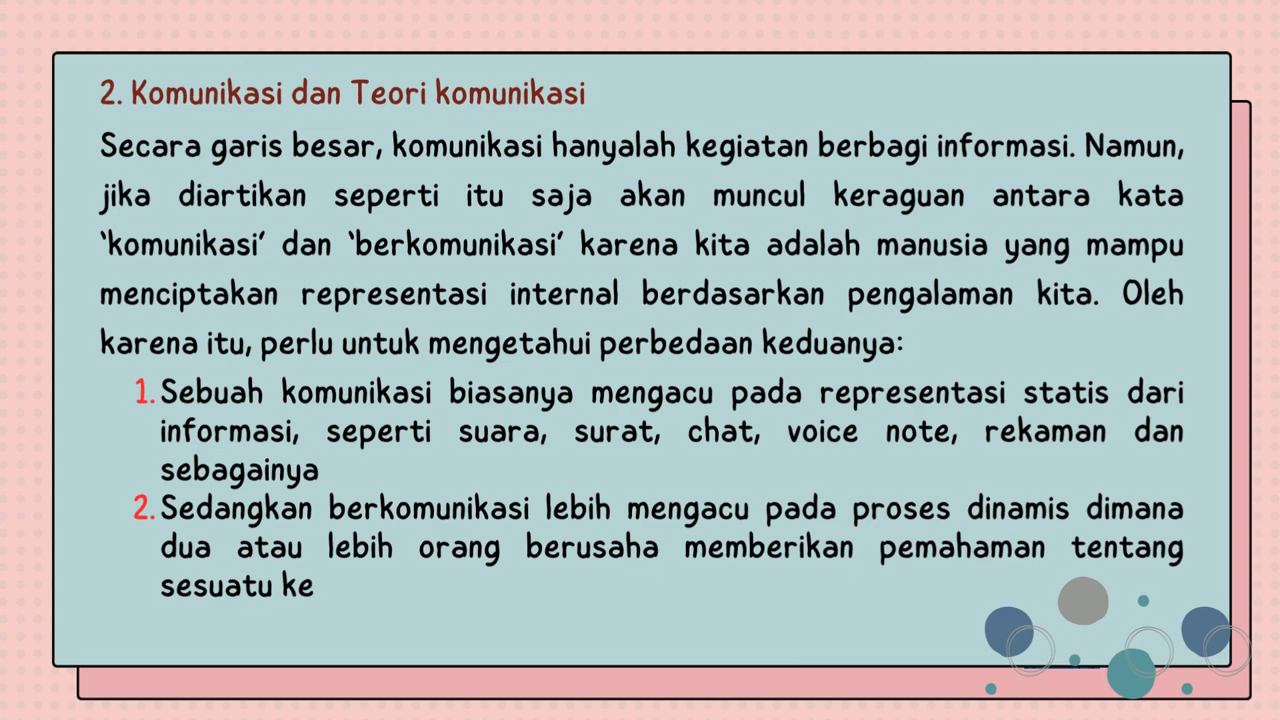 2. Komunikasi dan Teori komunikasi
Secara garis besar, komunikasi hanyalah kegiatan berbagi informasi. Namun,
jika diartikan seperti itu saja akan muncul keraguan antara kata
‘komunikasi’ dan ‘berkomunikasi’ karena kita adalah manusia yang mampu
menciptakan representasi internal berdasarkan pengalaman kita. Oleh
karena itu, perlu untuk mengetahui perbedaan keduanya:
1. Sebuah komunikasi biasanya mengacu pada representasi statis dari
informasi, seperti suara, surat, chat, voice note, rekaman dan
sebagainya
2. Sedangkan berkomunikasi lebih mengacu pada proses dinamis dimana
dua atau lebih orang berusaha memberikan pemahaman tentang
sesuatu ke